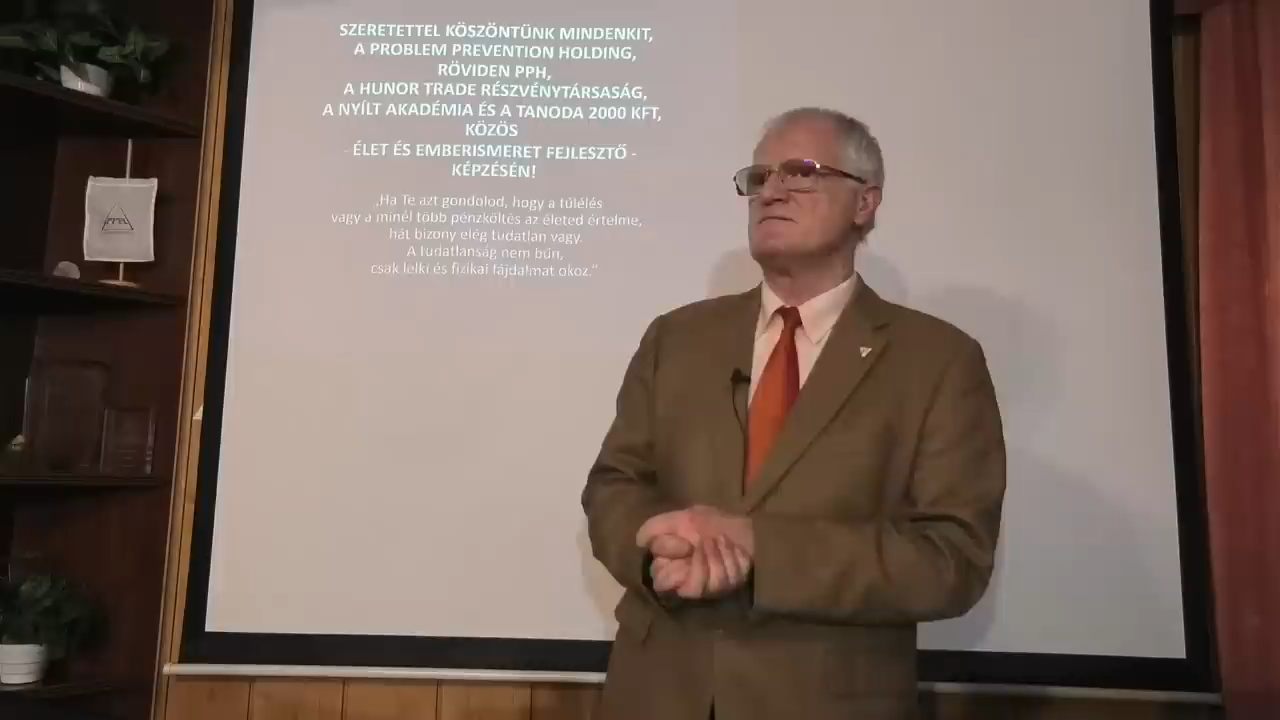 SZERETETTEL KÖSZÖNTÜNK MINDENKIT,
A PROBLEM PREVENTION HOLDING,
RÖVIDEN PPH,
A HUNOR TRADE RÉSZVÉNYTÁRSASÁG,
A NYÍLT AKADÉMIA ÉS A TANODA 2000 KFT,
KÖZÖS
- ÉLET ÉS EMBERISMERET FEJLESZTŐ -
KÉPZÉSÉN!
„Ha Te azt gondolod, hogy a túlélés
vagy a minél több pénzköltés az életed értelme,
hát bizony elég tudatlan vagy.
A tudatlanság nem bűn,
csak lelki és fizikai fájdalmat okoz.”